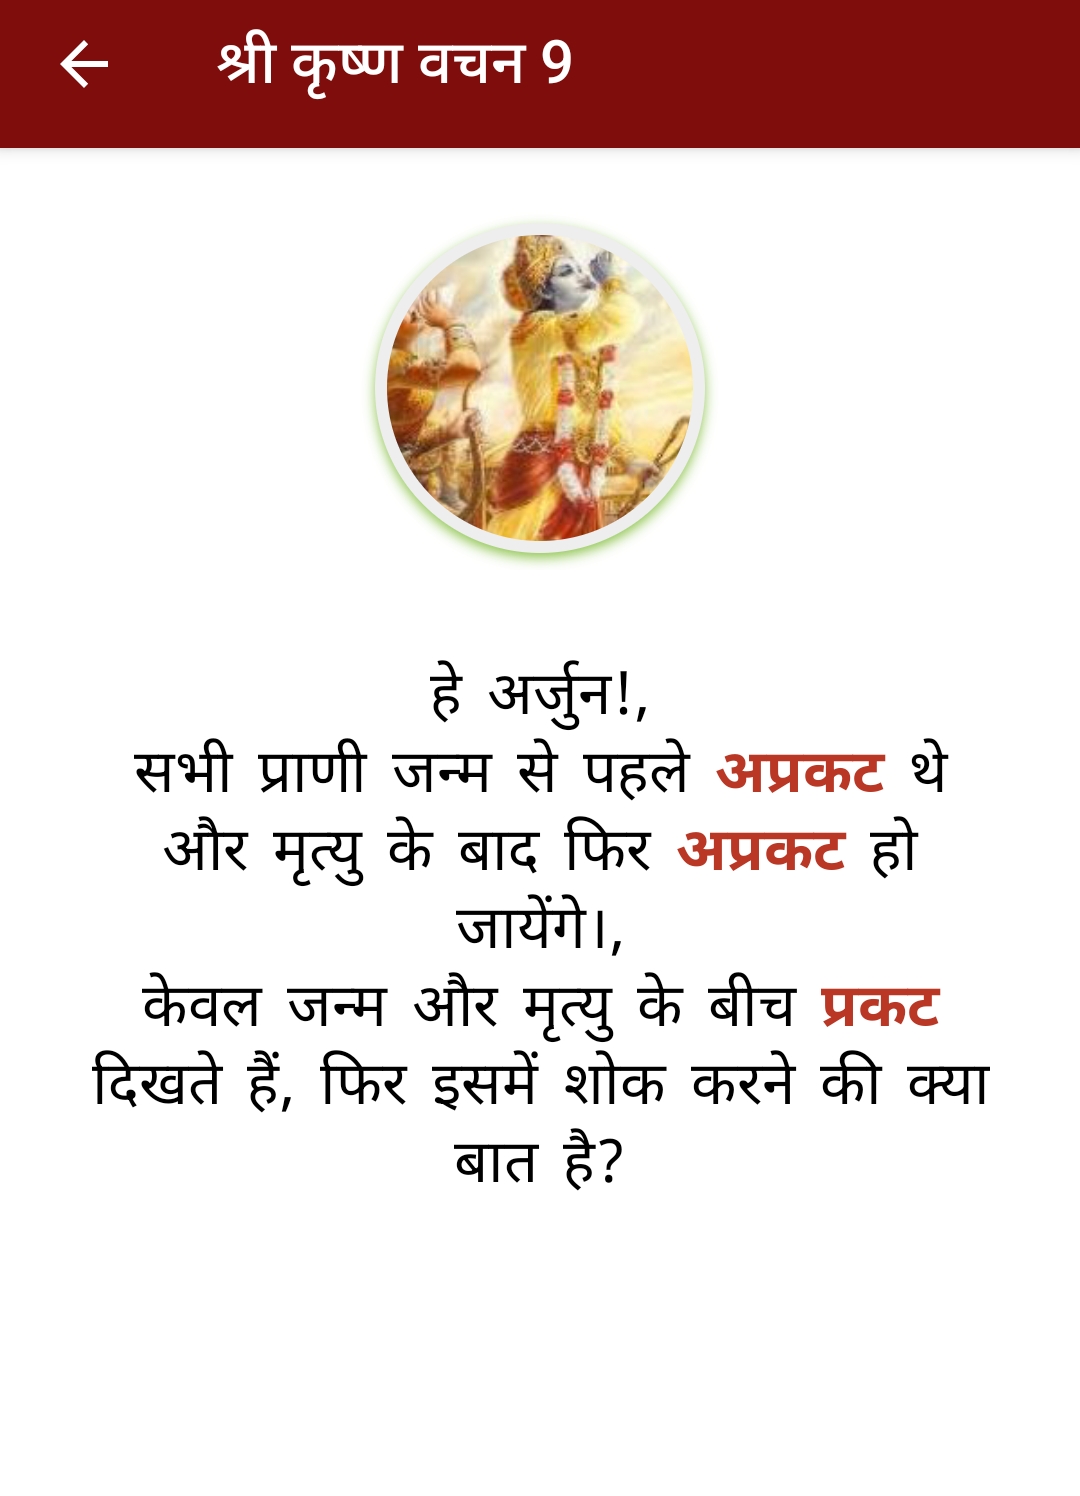 श्री कृष्ण वचन 9
हे अर्जुन!,
सभी प्राणी जन्म से पहले अप्रकट थे
और मृत्यु के बाद फिर अप्रकट हो
जायेंगे।,
केवल जन्म और मृत्यु के बीच प्रकट
दिखते हैं, फिर इसमें शोक करने की क्या
बात है?